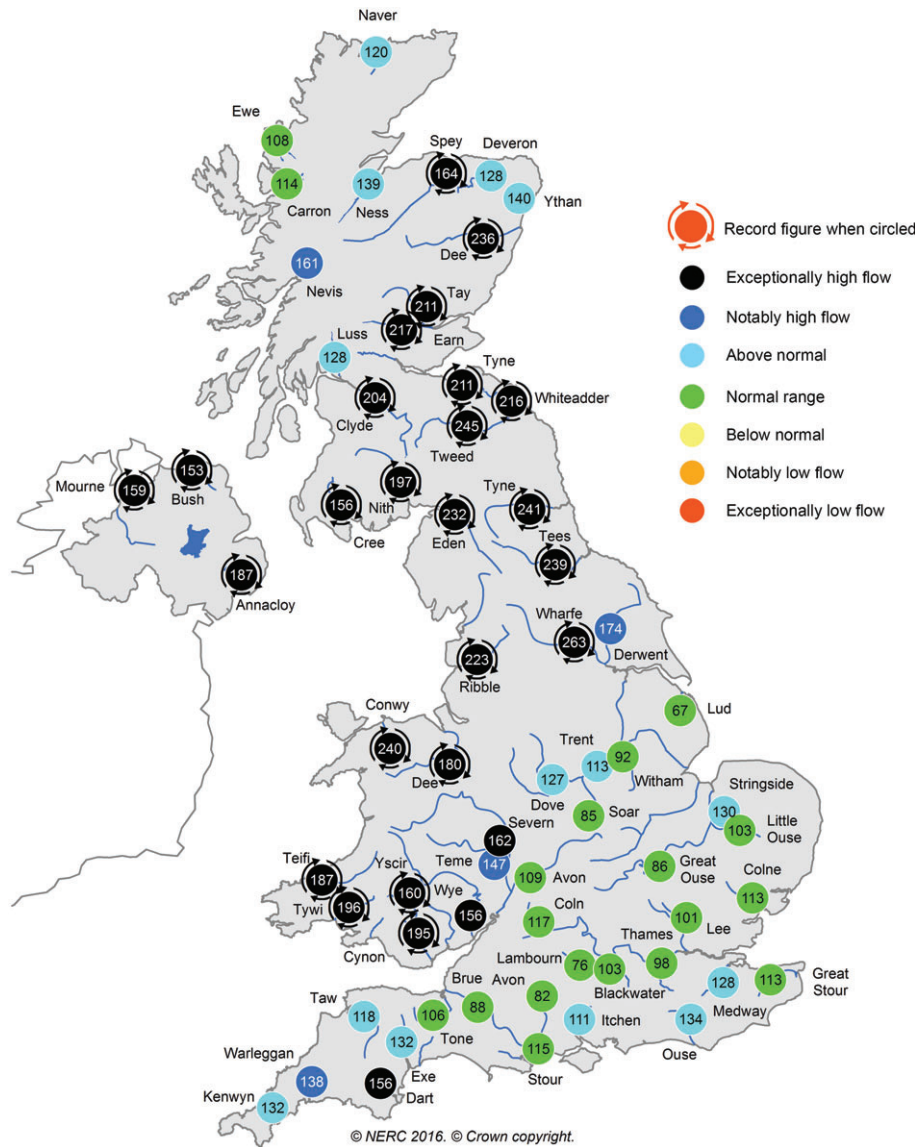 Naver
120
Ewe
108
Spey
Deveron
164
128
114
139
140
Carron
Ness
Ythan
Record figure when circled
236
Dee
161
Exceptionally high flow
Nevis
Tay
211
Notably high flow
217
Earn
Luss
128
Tyne
Above normal
211
204
216
Whiteadder
Normal range
Clyde
245
Tweed
Below normal
153
Mourne
159
Bush
197
Tyne
Notably low flow
156
Nith
232
241
Cree
Eden
Tees
Exceptionally low flow
187
239
Annacloy
Wharfe
174
263
Derwent
223
Ribble
Conwy
67
Lud
240
Trent
92
180
113
Dee
127
Witham
Stringside
Dove
Severn
85
Soar
130
Little
Ouse
103
162
Teifi
Yscir
Teme
147
86
Great
Ouse
Colne
187
Wye
109
Avon
160
113
Tywi
196
156
Coln
117
101
Lee
195
Thames
Cynon
Lambourn
76
103
98
Brue
Avon
Blackwater
128
113
Great
Stour
Taw
82
Medway
118
106
88
111
Itchen
134
Tone
Warleggan
132
115
Ouse
Exe
Stour
138
156
Kenwyn
132
Dart
© NERC 2016. © Crown copyright.